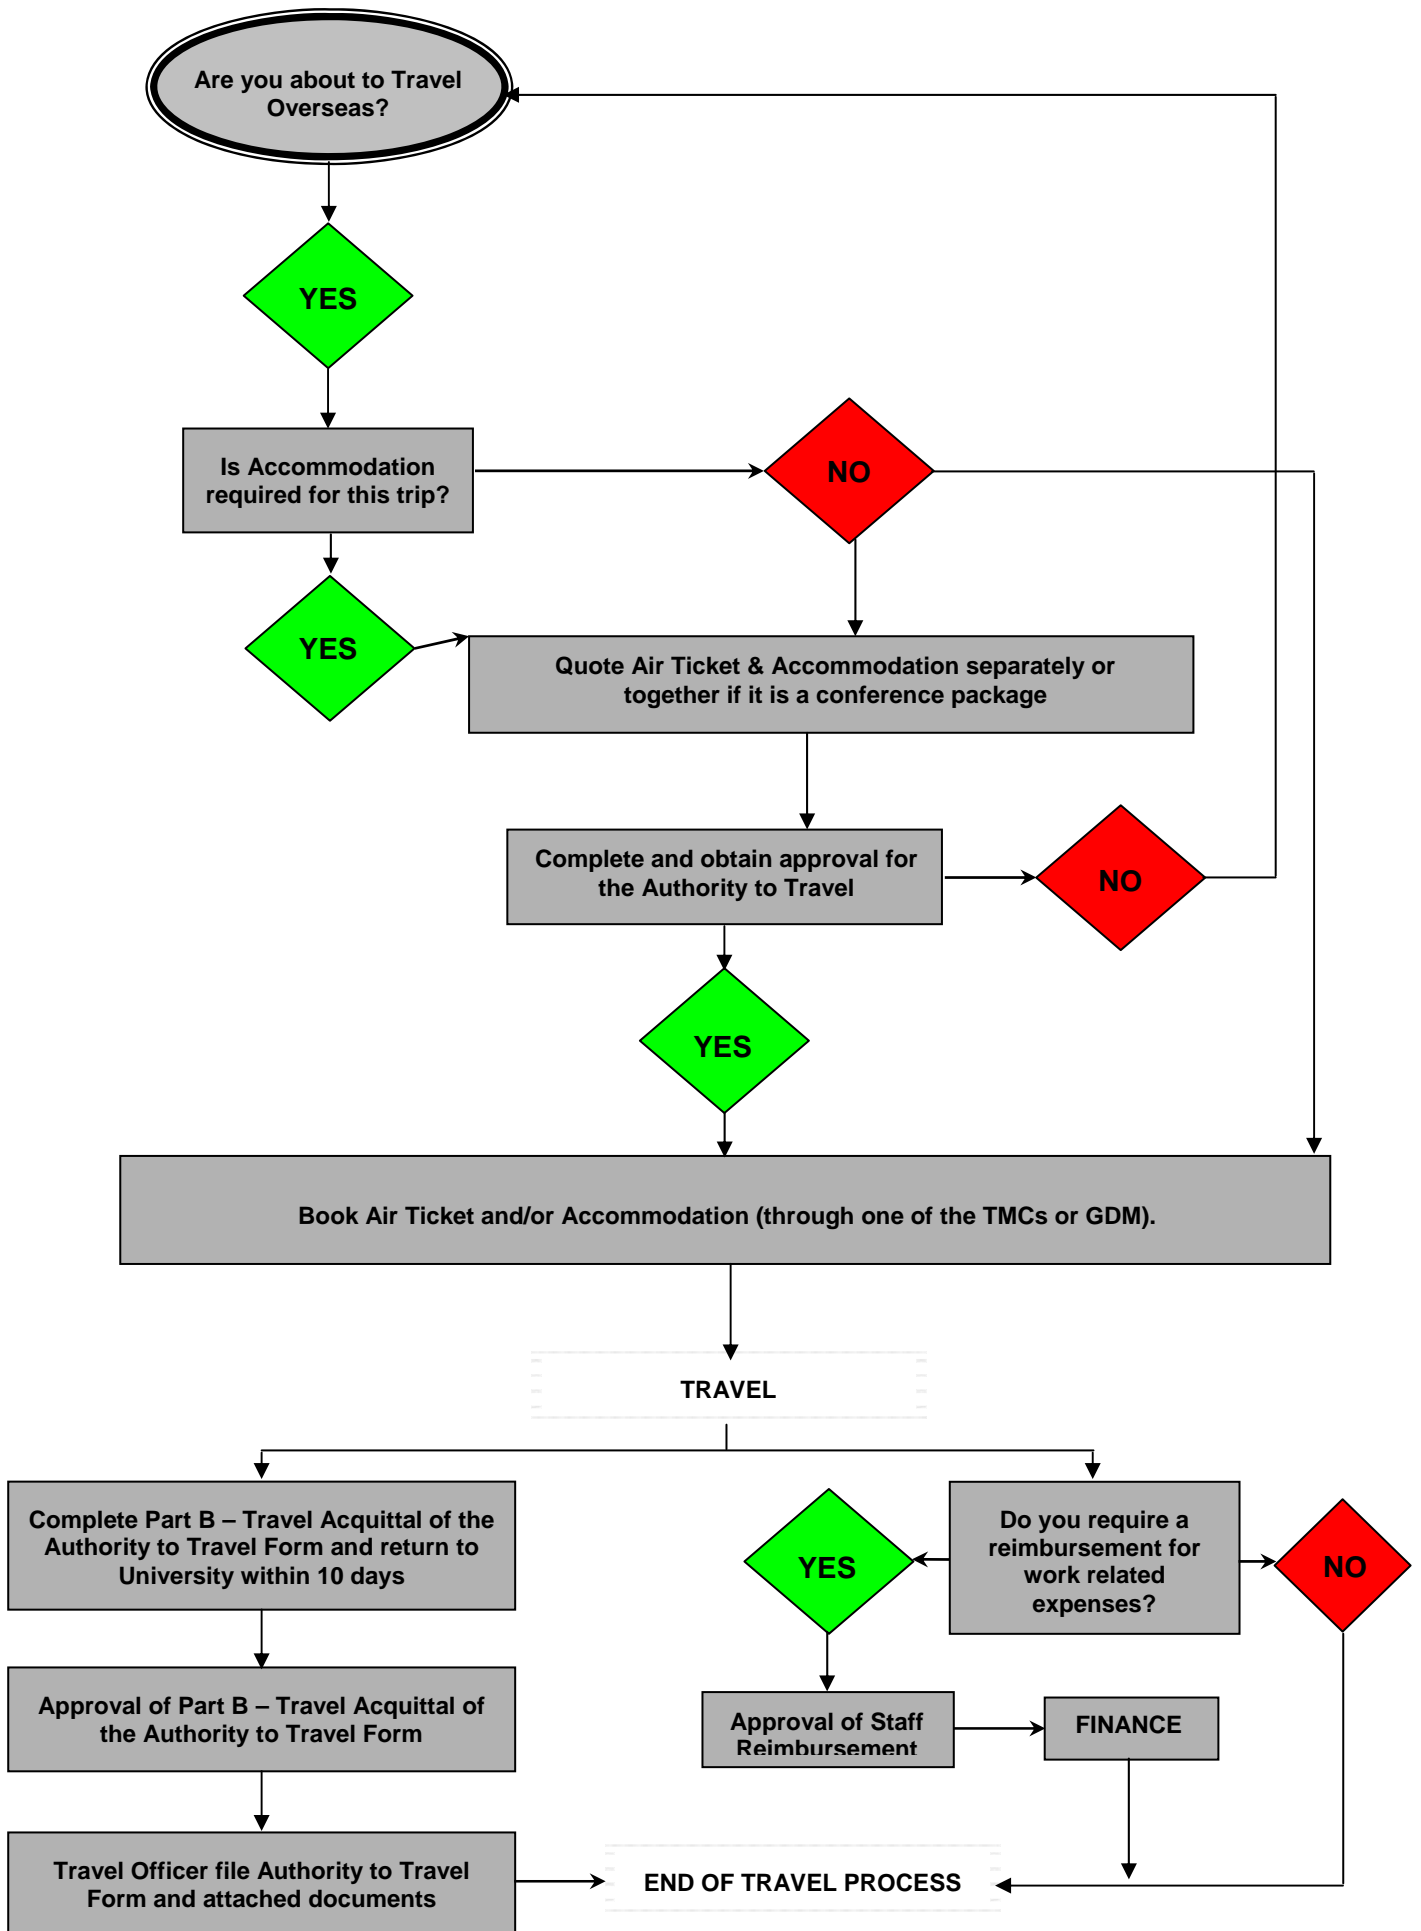 Are you about to Travel
Overseas?
YES
Is Accommodation
required for this trip?
NO
YES
Quote Air Ticket & Accommodation separately or
together if it is a conference package
Complete and obtain approval for
the Authority to Travel
NO
YES
Book Air Ticket and/or Accommodation (through one of the TMCs or GDM).
TRAVEL
Complete Part B – Travel Acquittal of the
Authority to Travel Form and return to
University within 10 days
YES
Do you require a
reimbursement for
work related
expenses?
NO
Approval of Part B – Travel Acquittal of
the Authority to Travel Form
Approval of Staff
Reimbursement
FINANCE
Travel Officer file Authority to Travel
Form and attached documents
END OF TRAVEL PROCESS